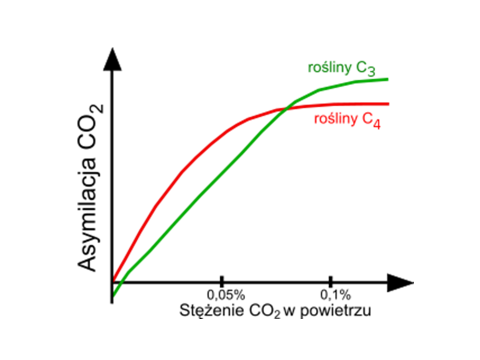 rośliny C3
rośliny C4
Asymilacja CO2
0,05%
0,1%
Stężenie CO2 w powietrzu